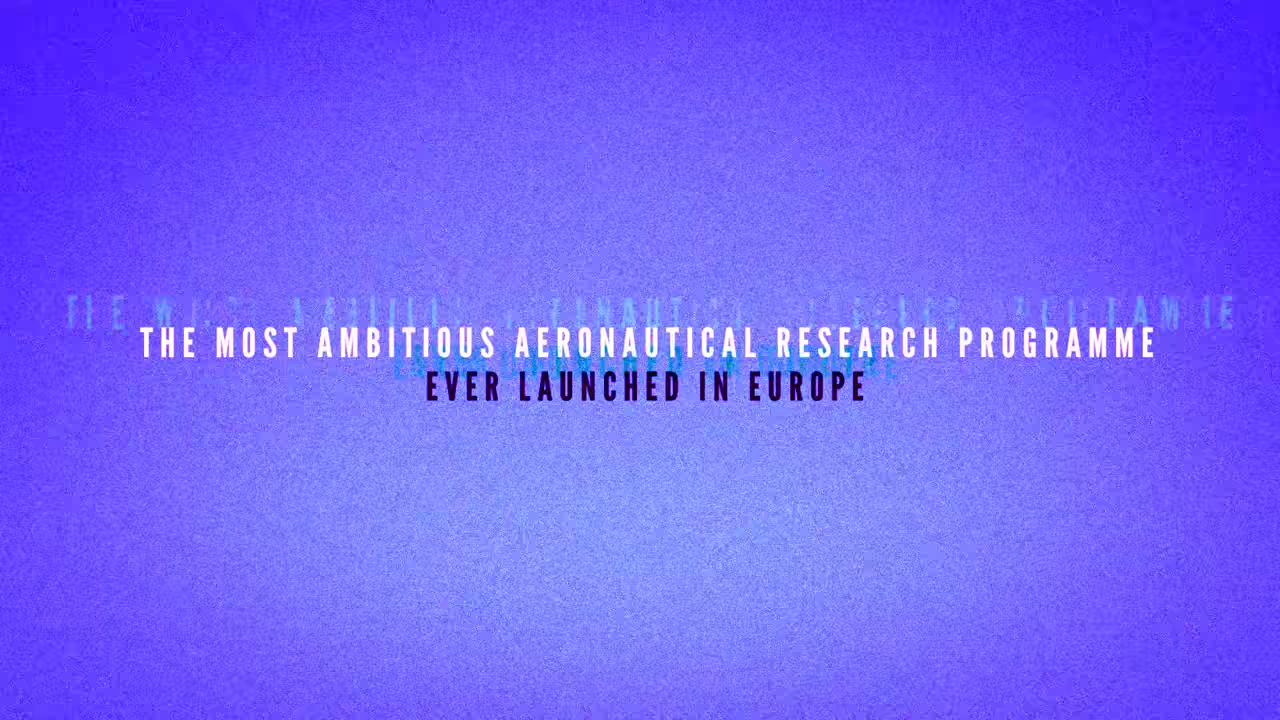 THE MOST AMBITIOUS AERONAUTICAL RESEARCH PROGRAMME
EVER LAUNCHED IN EUROPE